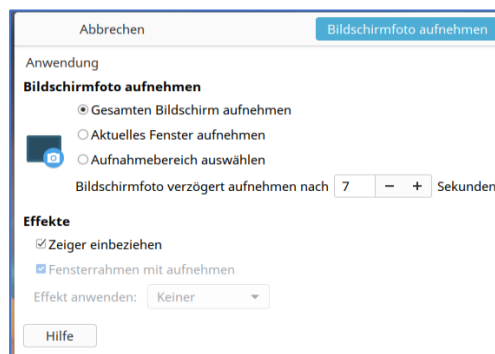 Abbrechen Bildschirmfoto aufnehmen
Anwendung
Bildschirmfoto aufnehmen
Gesamten Bildschirm aufnehmen
Aktuelles Fenster aufnehmen
Aufnahmebereich auswählen
Bildschirmfoto verzögert aufnehmen nach 7 − + Sekunden
Effekte
Zeiger einbeziehen
Fensterrahmen mit aufnehmen
Effekt anwenden: Keiner
Hilfe